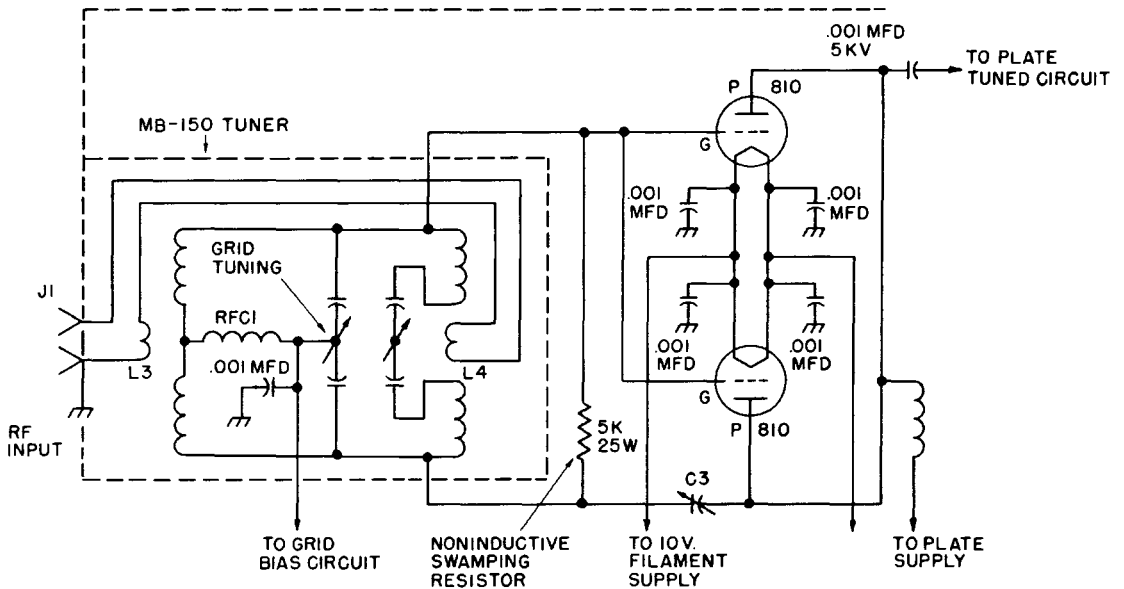 .001 MFD
5KV
TO PLATE
TUNED CIRCUIT
P 810
G
MB-150 TUNER
.001
MFD
.001
MFD
GRID
TUNING
J1
RFC1
.001 MFD
L3
L4
.001
MFD
.001
MFD
G
P 810
RF
INPUT
5K
25W
C3
TO GRID
BIAS CIRCUIT
NONINDUCTIVE
SWAMPING
RESISTOR
TO 10V.
FILAMENT
SUPPLY
TO PLATE
SUPPLY